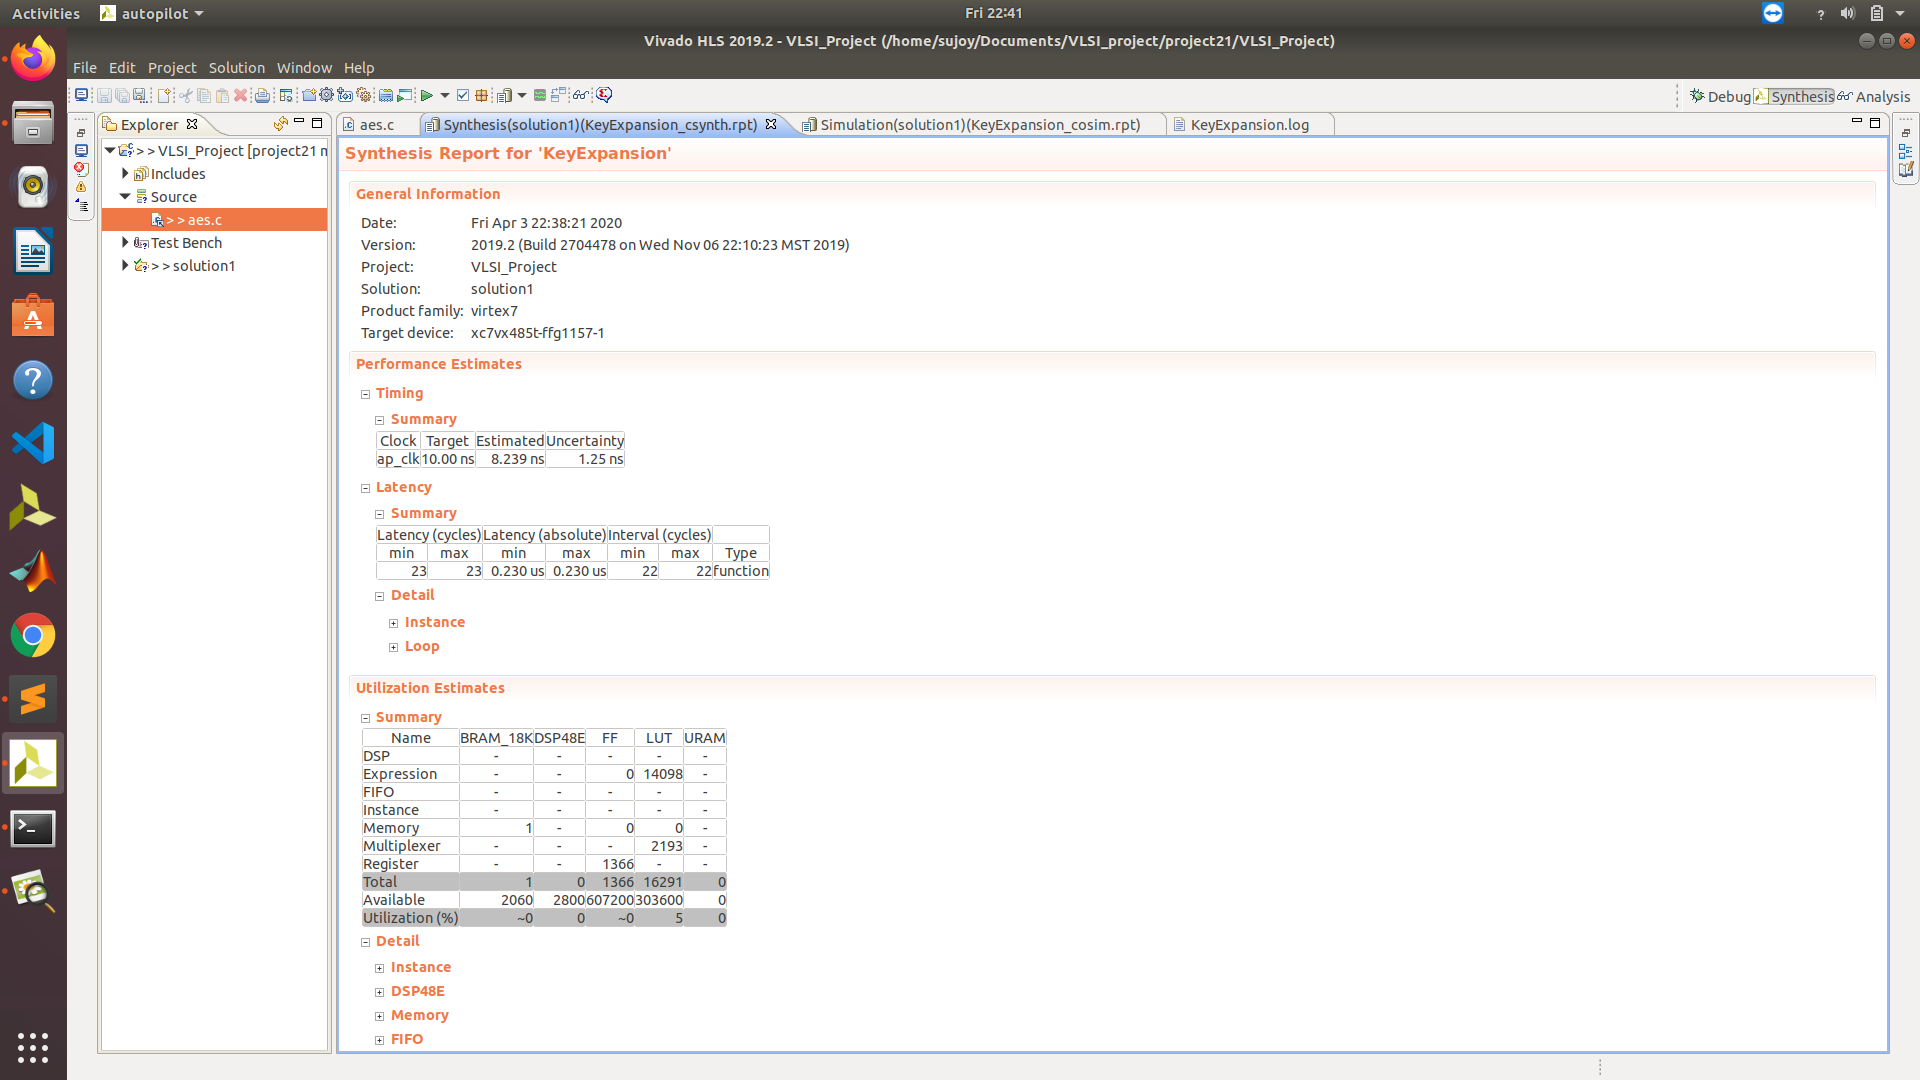 Activities autopilot Fri 22:41 ?
Vivado HLS 2019.2 - VLSI_Project (/home/sujoy/Documents/VLSI_project/project21/VLSI_Project)
File Edit Project Solution Window Help
Debug Synthesis Analysis
Explorer
>>VLSI_Project [project21 n
Includes
Source
>>aes.c
Test Bench
>>solution1
aes.c Synthesis(solution1)(KeyExpansion_csynth.rpt) Simulation(solution1)(KeyExpansion_cosim.rpt) KeyExpansion.log
Synthesis Report for 'KeyExpansion'
General Information
Date: Fri Apr 3 22:38:21 2020
Version: 2019.2 (Build 2704478 on Wed Nov 06 22:10:23 MST 2019)
Project: VLSI_Project
Solution: solution1
Product family: virtex7
Target device: xc7vx485t-ffg1157-1
Performance Estimates
Timing
Summary
Clock Target Estimated Uncertainty
ap_clk 10.00 ns 8.239 ns 1.25 ns
Latency
Summary
Latency (cycles) Latency (absolute) Interval (cycles)
min max min max min max Type
23 23 0.230 us 0.230 us 22 22 function
Detail
Instance
Loop
Utilization Estimates
Summary
Name BRAM_18K DSP48E FF LUT URAM
DSP - - - - -
Expression - - 0 14098 -
FIFO - - - - -
Instance - - - - -
Memory 1 - 0 0 -
Multiplexer - - - 2193 -
Register - - 1366 - -
Total 1 0 1366 16291 0
Available 2060 2800 607200 303600 0
Utilization (%) ~0 0 ~0 5 0
Detail
Instance
DSP48E
Memory
FIFO